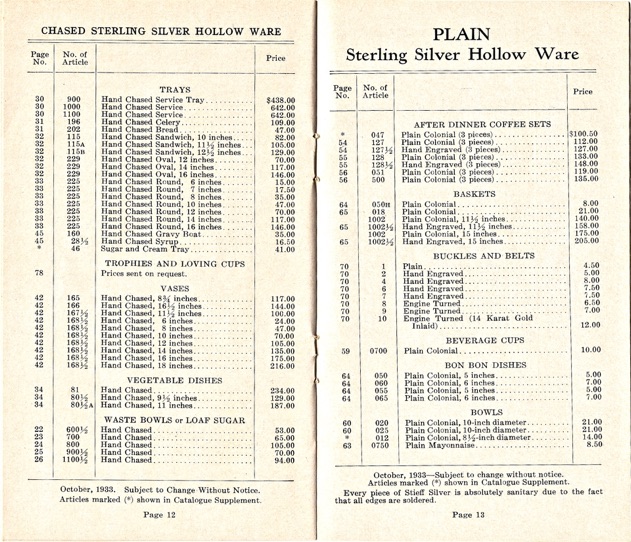 CHASED STERLING SILVER HOLLOW WARE
Page No. No. of Article Price
TRAYS
30 900 Hand Chased Service Tray.......... $438.00
30 1000 Hand Chased Service.......... 642.00
30 1100 Hand Chased Service.......... 642.00
31 196 Hand Chased Celery.......... 109.00
31 202 Hand Chased Bread.......... 47.00
32 115 Hand Chased Sandwich, 10 inches.......... 82.00
32 115A Hand Chased Sandwich, 11½ inches.......... 105.00
32 115B Hand Chased Sandwich, 12½ inches.......... 129.00
32 229 Hand Chased Oval, 12 inches.......... 70.00
32 229 Hand Chased Oval, 14 inches.......... 117.00
32 229 Hand Chased Oval, 16 inches.......... 146.00
33 225 Hand Chased Round, 6 inches.......... 15.00
33 225 Hand Chased Round, 7 inches.......... 17.50
33 225 Hand Chased Round, 8 inches.......... 35.00
33 225 Hand Chased Round, 10 inches.......... 47.00
33 225 Hand Chased Round, 12 inches.......... 70.00
33 225 Hand Chased Round, 14 inches.......... 117.00
33 225 Hand Chased Round, 16 inches.......... 146.00
45 160 Hand Chased Gravy Boat.......... 35.00
45 28½ Hand Chased Syrup.......... 16.50
* 46 Sugar and Cream Tray.......... 41.00
TROPHIES AND LOVING CUPS
78 Prices sent on request.
VASES
42 165 Hand Chased, 8¾ inches.......... 117.00
42 166 Hand Chased, 16½ inches.......... 144.00
42 167½ Hand Chased, 11½ inches.......... 100.00
42 168½ Hand Chased, 6 inches.......... 24.00
42 168½ Hand Chased, 8 inches.......... 47.00
42 168½ Hand Chased, 10 inches.......... 70.00
42 168½ Hand Chased, 12 inches.......... 105.00
42 168½ Hand Chased, 14 inches.......... 135.00
42 168½ Hand Chased, 16 inches.......... 175.00
42 168½ Hand Chased, 18 inches.......... 216.00
VEGETABLE DISHES
34 81 Hand Chased.......... 234.00
34 80½ Hand Chased, 9½ inches.......... 129.00
34 80½A Hand Chased, 11 inches.......... 187.00
WASTE BOWLS or LOAF SUGAR
22 600½ Hand Chased.......... 53.00
23 700 Hand Chased.......... 65.00
24 800 Hand Chased.......... 105.00
25 900½ Hand Chased.......... 70.00
26 1100½ Hand Chased.......... 94.00
October, 1933. Subject to Change Without Notice.
Articles marked (*) shown in Catalogue Supplement.
Page 12
PLAIN
Sterling Silver Hollow Ware
Page No. No. of Article Price
AFTER DINNER COFFEE SETS
* 047 Plain Colonial (3 pieces).......... $100.50
54 127 Plain Colonial (3 pieces).......... 112.00
54 127½ Hand Engraved (3 pieces).......... 127.00
55 128 Plain Colonial (3 pieces).......... 133.00
55 128½ Hand Engraved (3 pieces).......... 148.00
56 051 Plain Colonial (3 pieces).......... 119.00
56 500 Plain Colonial (3 pieces).......... 135.00
BASKETS
64 050H Plain Colonial.......... 8.00
65 018 Plain Colonial.......... 21.00
1002 Plain Colonial, 11½ inches.......... 140.00
65 1002½ Hand Engraved, 11½ inches.......... 158.00
1002 Plain Colonial, 15 inches.......... 175.00
65 1002½ Hand Engraved, 15 inches.......... 205.00
BUCKLES AND BELTS
70 1 Plain.......... 4.50
70 2 Hand Engraved.......... 5.00
70 4 Hand Engraved.......... 8.00
70 6 Hand Engraved.......... 7.50
70 7 Hand Engraved.......... 7.50
70 8 Engine Turned.......... 6.50
70 9 Engine Turned.......... 7.00
70 10 Engine Turned (14 Karat Gold
Inlaid).......... 12.00
BEVERAGE CUPS
59 0700 Plain Colonial.......... 10.00
BON BON DISHES
64 050 Plain Colonial, 5 inches.......... 5.00
64 060 Plain Colonial, 6 inches.......... 7.00
64 055 Plain Colonial, 5 inches.......... 5.00
64 065 Plain Colonial, 6 inches.......... 7.00
BOWLS
60 020 Plain Colonial, 10-inch diameter.......... 21.00
60 025 Plain Colonial, 10-inch diameter.......... 21.00
* 012 Plain Colonial, 8½-inch diameter.......... 14.00
63 0750 Plain Mayonnaise.......... 8.50
October, 1933—Subject to change without notice.
Articles marked (*) shown in Catalogue Supplement.
Every piece of Stieff Silver is absolutely sanitary due to the fact
that all edges are soldered.
Page 13